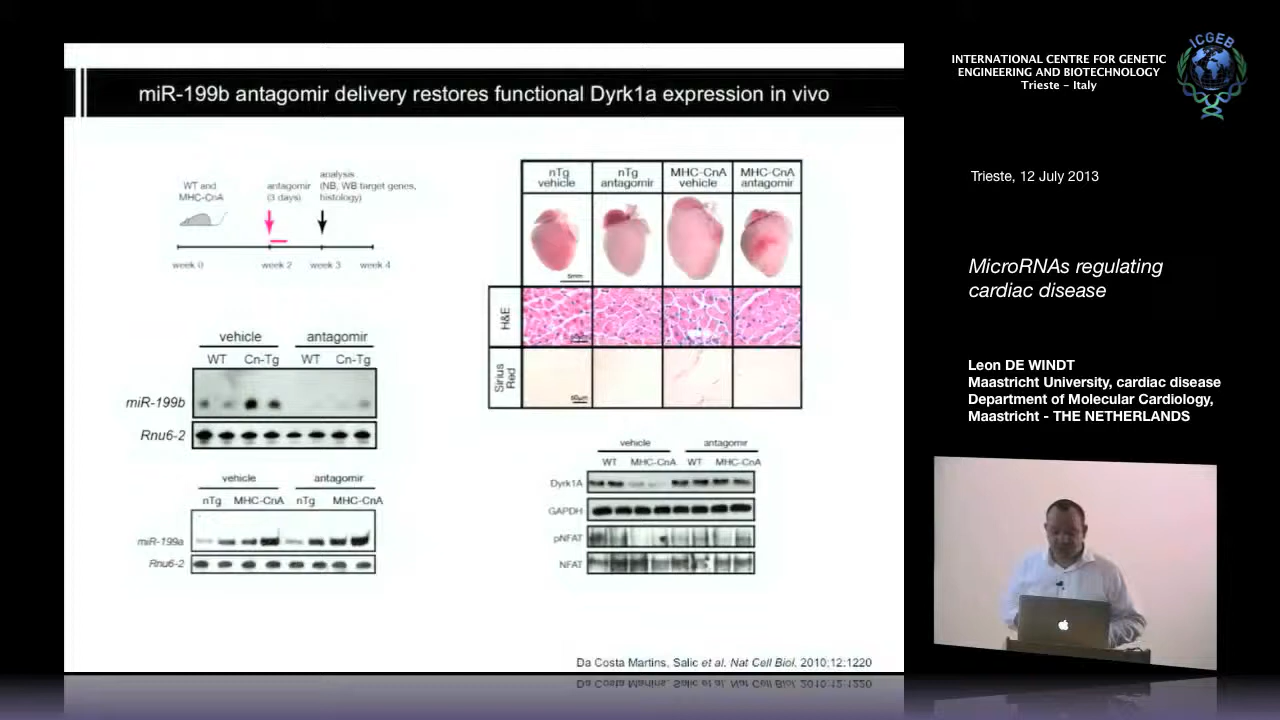 miR-199b antagomir delivery restores functional Dyrk1a expression in vivo
WT and
MHC-CnA
antagomir
(3 days)
analysis
(NB, WB target genes,
histology)
week 0
week 2
week 3
week 4
vehicle
antagomir
WT
Cn-Tg
WT
Cn-Tg
miR-199b
Rnu6-2
vehicle
antagomir
nTg
MHC-CnA
nTg
MHC-CnA
miR-199a
Rnu6-2
nTg
vehicle
nTg
antagomir
MHC-CnA
vehicle
MHC-CnA
antagomir
5mm
H&E
Sirius
Red
50µm
vehicle
antagomir
WT
MHC-CnA
WT
MHC-CnA
Dyrk1A
GAPDH
pNFAT
NFAT
Da Costa Martins, Salic et al. Nat Cell Biol. 2010;12:1220
INTERNATIONAL CENTRE FOR GENETIC
ENGINEERING AND BIOTECHNOLOGY
Trieste - Italy
ICGEB
Trieste, 12 July 2013
MicroRNAs regulating
cardiac disease
Leon DE WINDT
Maastricht University, cardiac disease
Department of Molecular Cardiology,
Maastricht - THE NETHERLANDS